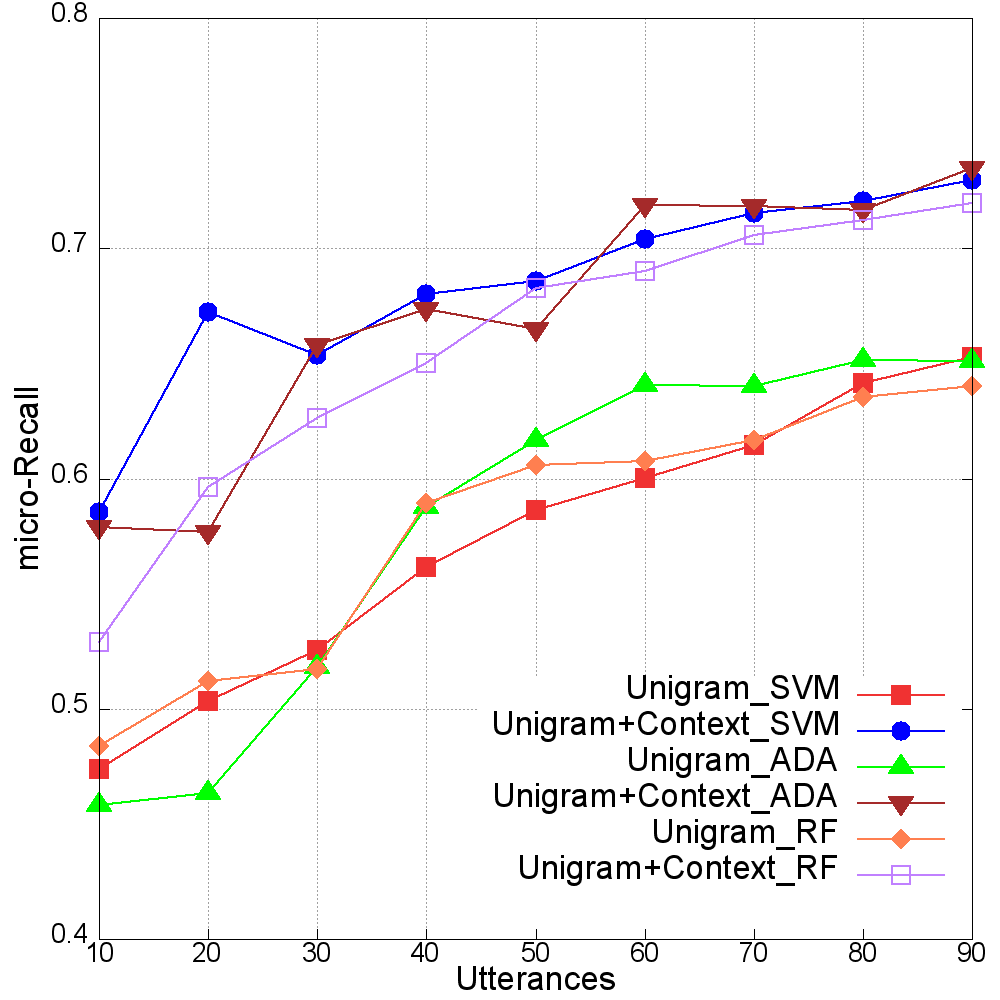 0.8
0.7
0.6
0.5
0.4
micro-Recall
Unigram_SVM
Unigram+Context_SVM
Unigram_ADA
Unigram+Context_ADA
Unigram_RF
Unigram+Context_RF
10 20 30 40 50 60 70 80 90
Utterances